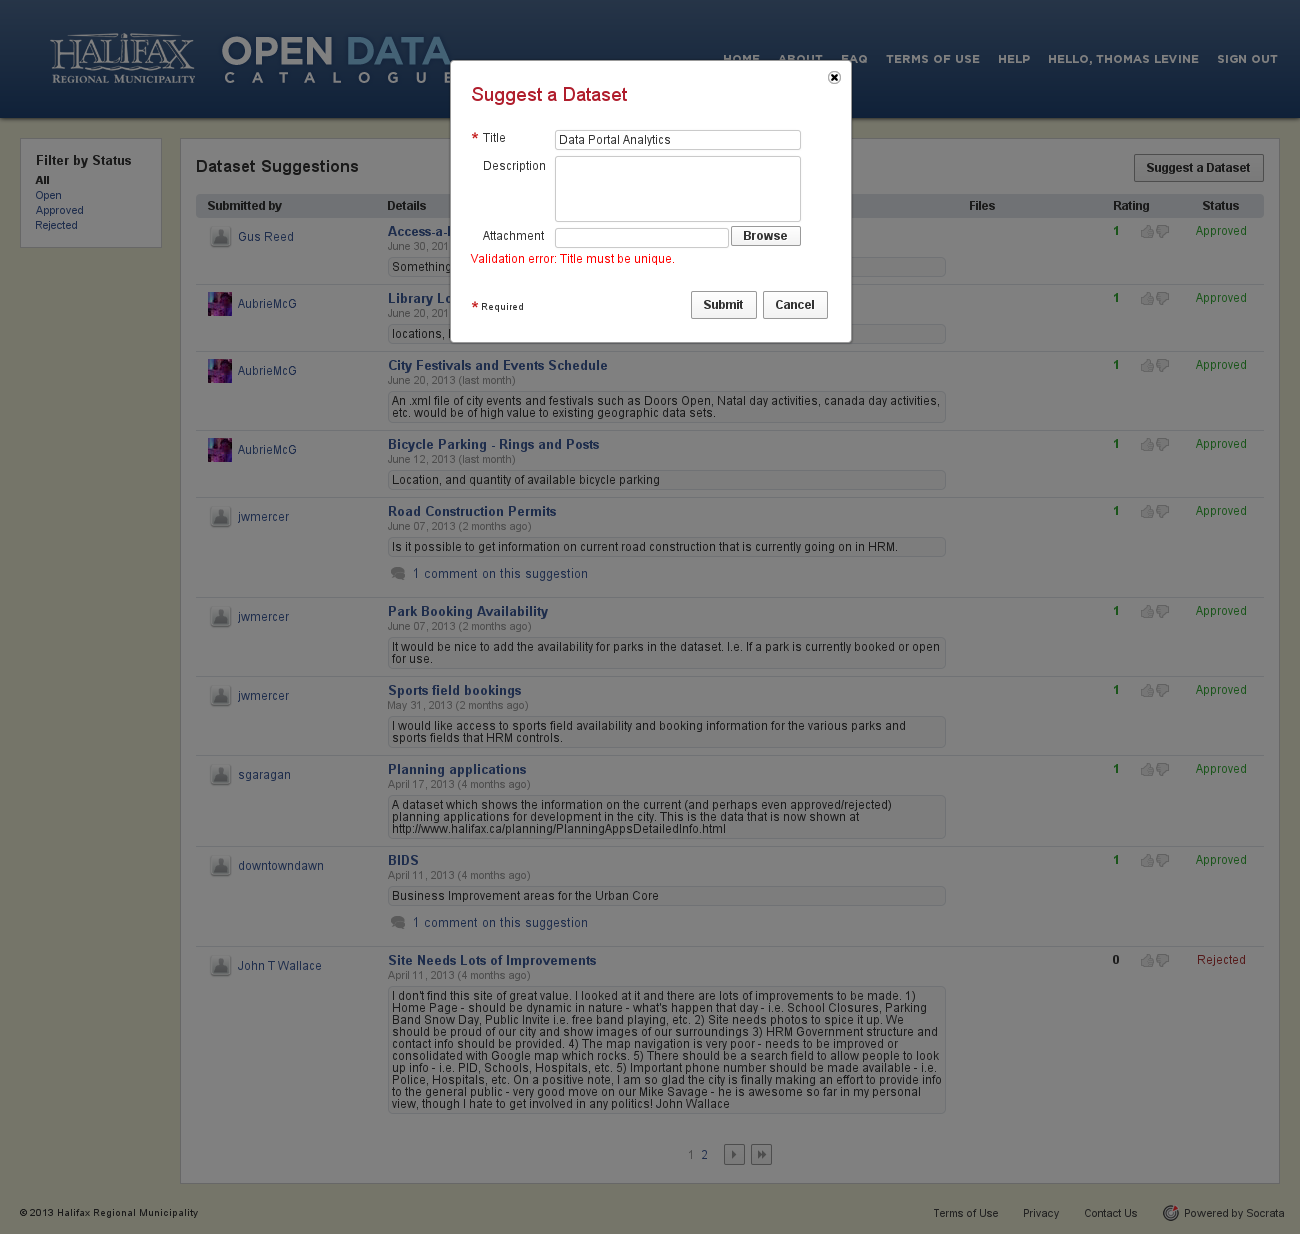 HALIFAX
REGIONAL MUNICIPALITY
OPEN DATA
CATALOGUE
HOME ABOUT FAQ TERMS OF USE HELP HELLO, THOMAS LEVINE SIGN OUT
Suggest a Dataset
* Title Data Portal Analytics
Description
Attachment Browse
Validation error: Title must be unique.
* Required Submit Cancel
Filter by Status
All
Open
Approved
Rejected
Dataset Suggestions Suggest a Dataset
Submitted by Details Files Rating Status
Gus Reed Access-a- 1 Approved
June 30, 201
Something
AubrieMcG Library Lo 1 Approved
June 20, 201
locations,
AubrieMcG City Festivals and Events Schedule 1 Approved
June 20, 2013 (last month)
An .xml file of city events and festivals such as Doors Open, Natal day activities, canada day activities,
etc. would be of high value to existing geographic data sets.
AubrieMcG Bicycle Parking - Rings and Posts 1 Approved
June 12, 2013 (last month)
Location, and quantity of available bicycle parking
jwmercer Road Construction Permits 1 Approved
June 07, 2013 (2 months ago)
Is it possible to get information on current road construction that is currently going on in HRM.
1 comment on this suggestion
jwmercer Park Booking Availability 1 Approved
June 07, 2013 (2 months ago)
It would be nice to add the availability for parks in the dataset. I.e. If a park is currently booked or open
for use.
jwmercer Sports field bookings 1 Approved
May 31, 2013 (2 months ago)
I would like access to sports field availability and booking information for the various parks and
sports fields that HRM controls.
sgaragan Planning applications 1 Approved
April 17, 2013 (4 months ago)
A dataset which shows the information on the current (and perhaps even approved/rejected)
planning applications for development in the city. This is the data that is now shown at
http://www.halifax.ca/planning/PlanningAppsDetailedInfo.html
downtowndawn BIDS 1 Approved
April 11, 2013 (4 months ago)
Business Improvement areas for the Urban Core
1 comment on this suggestion
John T Wallace Site Needs Lots of Improvements 0 Rejected
April 11, 2013 (4 months ago)
I don't find this site of great value. I looked at it and there are lots of improvements to be made. 1)
Home Page - should be dynamic in nature - what's happen that day - i.e. School Closures, Parking
Band Snow Day, Public Invite i.e. free band playing, etc. 2) Site needs photos to spice it up. We
should be proud of our city and show images of our surroundings 3) HRM Government structure and
contact info should be provided. 4) The map navigation is very poor - needs to be improved or
consolidated with Google map which rocks. 5) There should be a search field to allow people to look
up info - i.e. PID, Schools, Hospitals, etc. 5) Important phone number should be made available - i.e.
Police, Hospitals, etc. On a positive note, I am so glad the city is finally making an effort to provide info
to the general public - very good move on our Mike Savage - he is awesome so far in my personal
view, though I hate to get involved in any politics! John Wallace
1 2
© 2013 Halifax Regional Municipality Terms of Use Privacy Contact Us Powered by Socrata